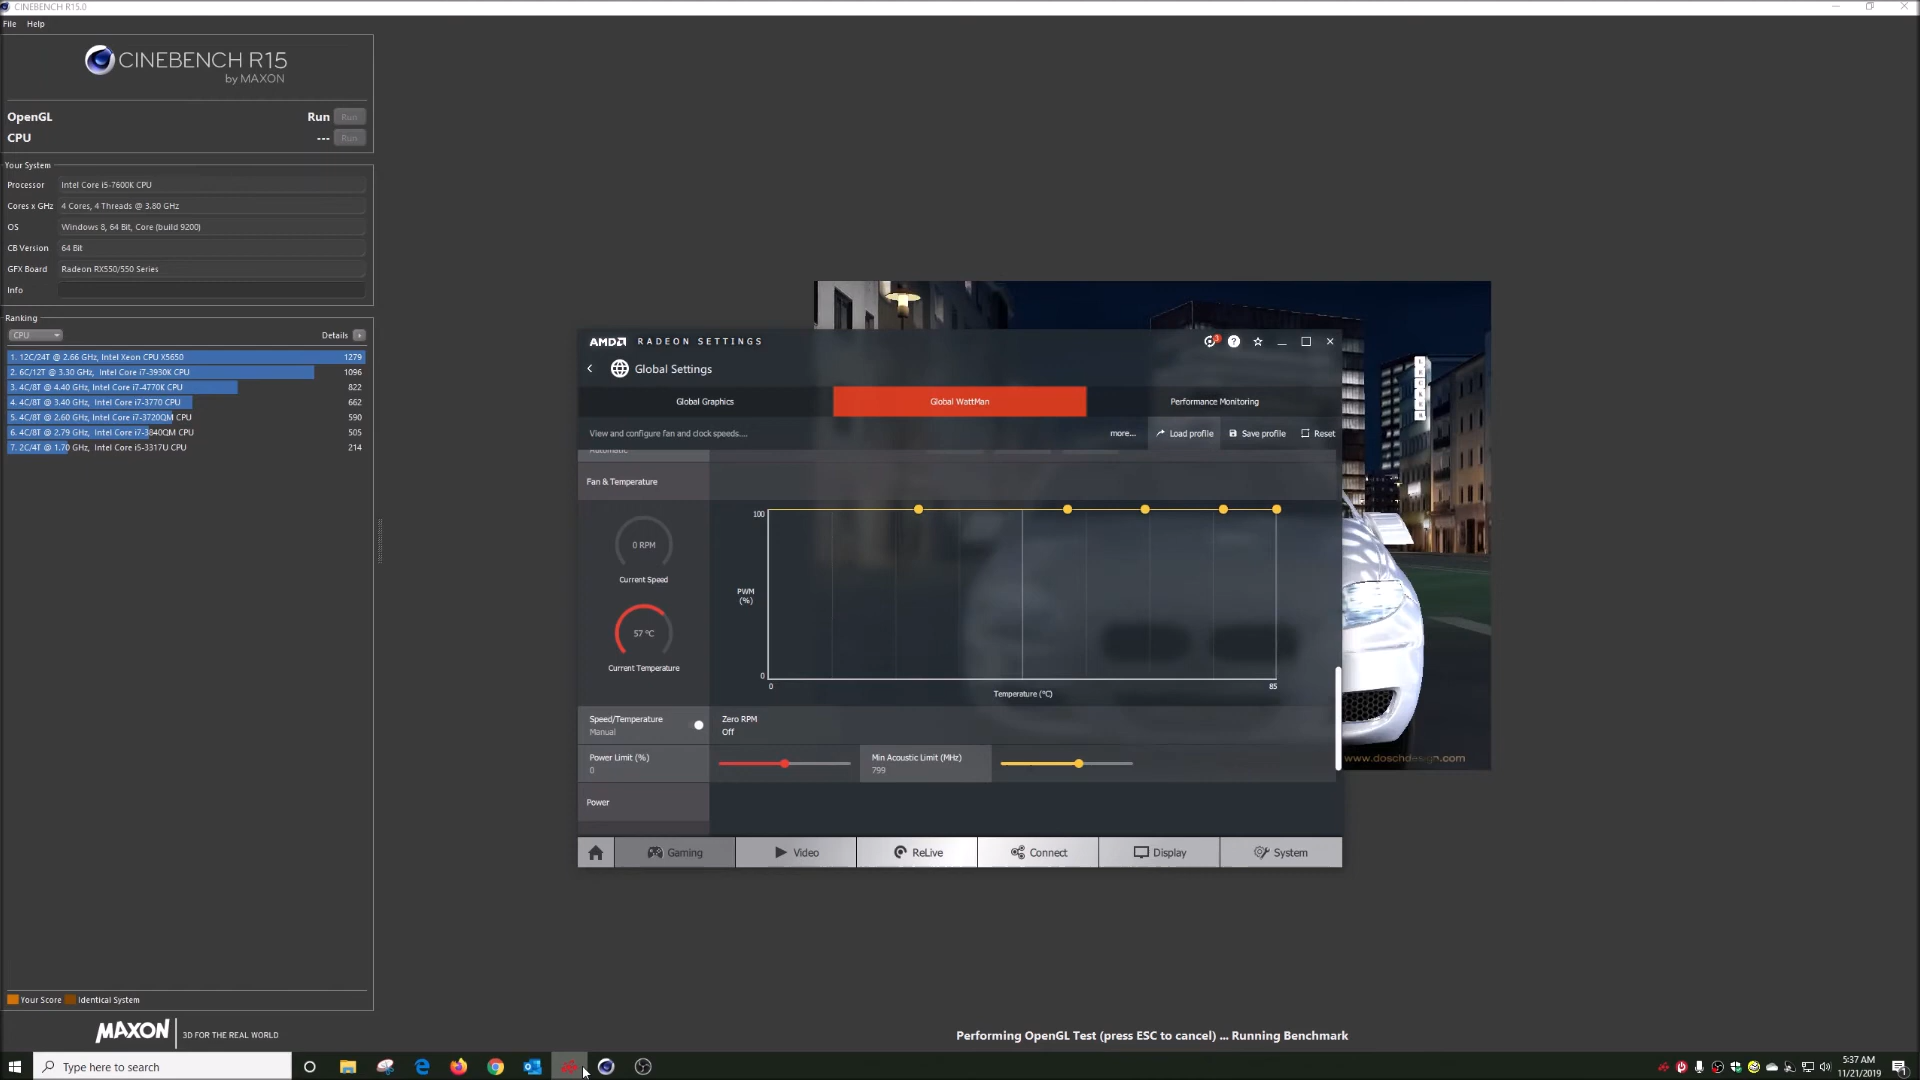 CINEBENCH R15.0
File Help
CINEBENCH R15
by MAXON
OpenGL Run Run
CPU --- Run
Your System
Processor Intel Core i5-7600K CPU
Cores x GHz 4 Cores, 4 Threads @ 3.80 GHz
OS Windows 8, 64 Bit, Core (build 9200)
CB Version 64 Bit
GFX Board Radeon RX550/550 Series
Info
Ranking
CPU Details
1. 12C/24T @ 2.66 GHz, Intel Xeon CPU X5650 1279
2. 6C/12T @ 3.30 GHz, Intel Core i7-3930K CPU 1096
3. 4C/8T @ 4.40 GHz, Intel Core i7-4770K CPU 822
4. 4C/8T @ 3.40 GHz, Intel Core i7-3770 CPU 662
5. 4C/8T @ 2.60 GHz, Intel Core i7-3720QM CPU 590
6. 4C/8T @ 2.79 GHz, Intel Core i7-3840QM CPU 505
7. 2C/4T @ 1.70 GHz, Intel Core i5-3317U CPU 214
Your Score Identical System
MAXON 3D FOR THE REAL WORLD
AMD RADEON SETTINGS
Global Settings
Global Graphics Global WattMan Performance Monitoring
View and configure fan and clock speeds.... more... Load profile Save profile Reset
Automatic
Fan & Temperature
100
0 RPM
Current Speed
PWM
(%)
57 °C
Current Temperature
0
0 85
Temperature (°C)
Speed/Temperature Zero RPM
Manual Off
Power Limit (%) Min Acoustic Limit (MHz)
0 799
Power
Gaming Video ReLive Connect Display System
www.doschdesign.com
Performing OpenGL Test (press ESC to cancel) ... Running Benchmark
Type here to search
5:37 AM
11/21/2019